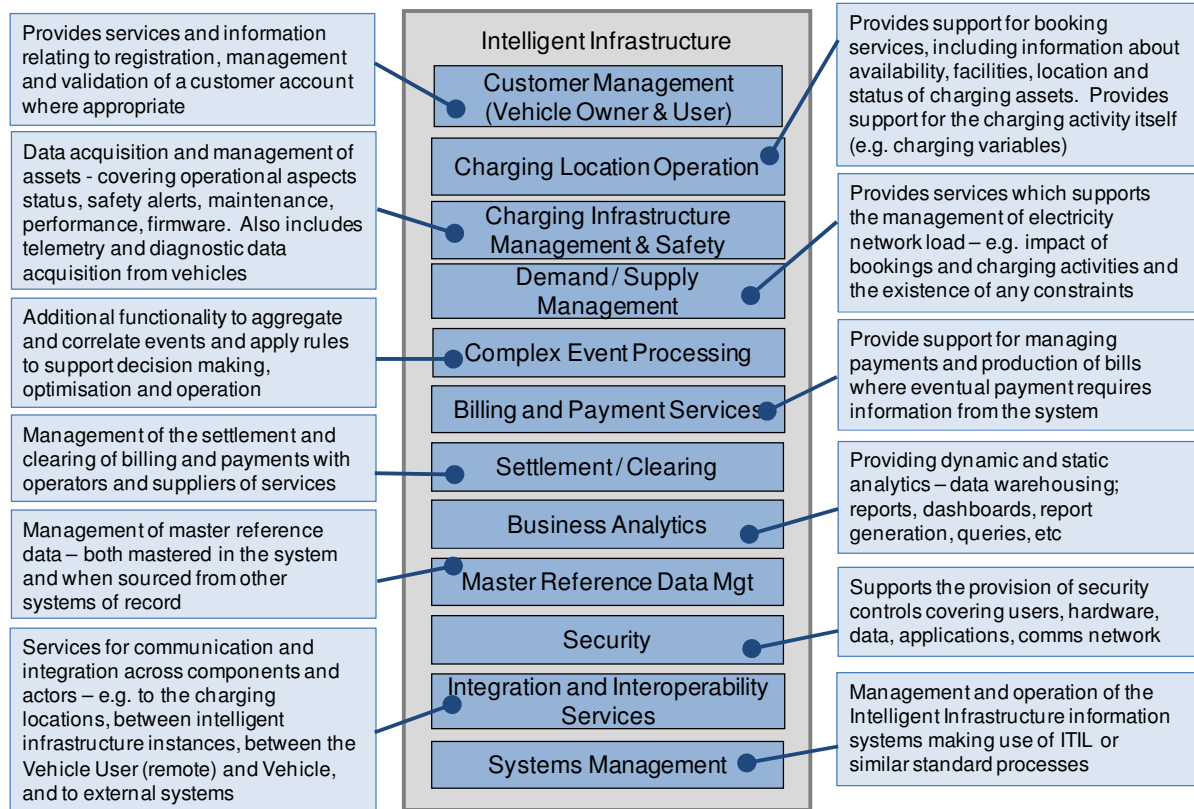 Provides services and information
relating to registration, management
and validation of a customer account
where appropriate
Data acquisition and management of
assets - covering operational aspects
status, safety alerts, maintenance,
performance, firmware. Also includes
telemetry and diagnostic data
acquisition from vehicles
Additional functionality to aggregate
and correlate events and apply rules
to support decision making,
optimisation and operation
Management of the settlement and
clearing of billing and payments with
operators and suppliers of services
Management of master reference
data – both mastered in the system
and when sourced from other
systems of record
Services for communication and
integration across components and
actors – e.g. to the charging
locations, between intelligent
infrastructure instances, between the
Vehicle User (remote) and Vehicle,
and to external systems
Intelligent Infrastructure
Customer Management
(Vehicle Owner & User)
Charging Location Operation
Charging Infrastructure
Management & Safety
Demand / Supply
Management
Complex Event Processing
Billing and Payment Services
Settlement / Clearing
Business Analytics
Master Reference Data Mgt
Security
Integration and Interoperability
Services
Systems Management
Provides support for booking
services, including information about
availability, facilities, location and
status of charging assets. Provides
support for the charging activity itself
(e.g. charging variables)
Provides services which supports
the management of electricity
network load – e.g. impact of
bookings and charging activities and
the existence of any constraints
Provide support for managing
payments and production of bills
where eventual payment requires
information from the system
Providing dynamic and static
analytics – data warehousing;
reports, dashboards, report
generation, queries, etc
Supports the provision of security
controls covering users, hardware,
data, applications, comms network
Management and operation of the
Intelligent Infrastructure information
systems making use of ITIL or
similar standard processes